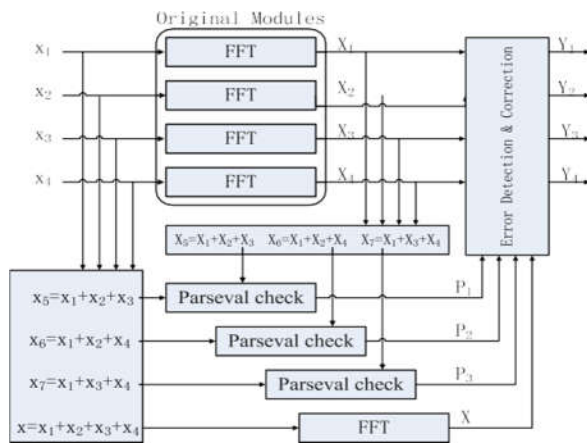 Original Modules
x₁ FFT X₁ Y₁
x₂ FFT X₂ Y₂
x₃ FFT X₃ Y₃
x₄ FFT X₄ Y₄
Error Detection & Correction
X₅=X₁+X₂+X₃ X₆=X₁+X₂+X₄ X₇=X₁+X₃+X₄
x₅=x₁+x₂+x₃ Parseval check P₁
x₆=x₁+x₂+x₄ Parseval check P₂
x₇=x₁+x₃+x₄ Parseval check P₃
x=x₁+x₂+x₃+x₄ FFT X